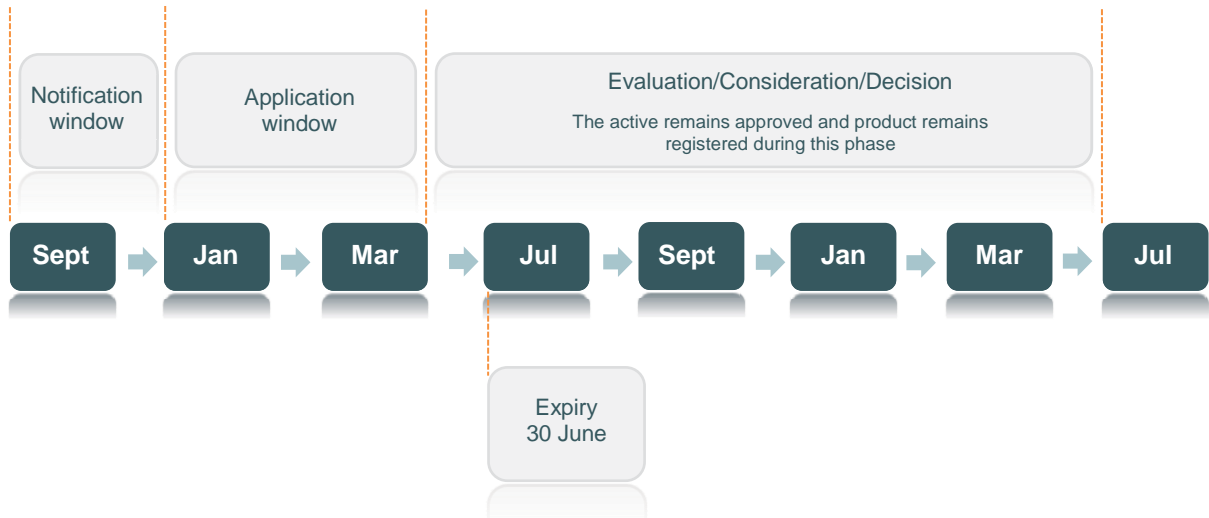 Notification
window
Application
window
Evaluation/Consideration/Decision
The active remains approved and product remains
registered during this phase
Sept
Jan
Mar
Jul
Sept
Jan
Mar
Jul
Expiry
30 June